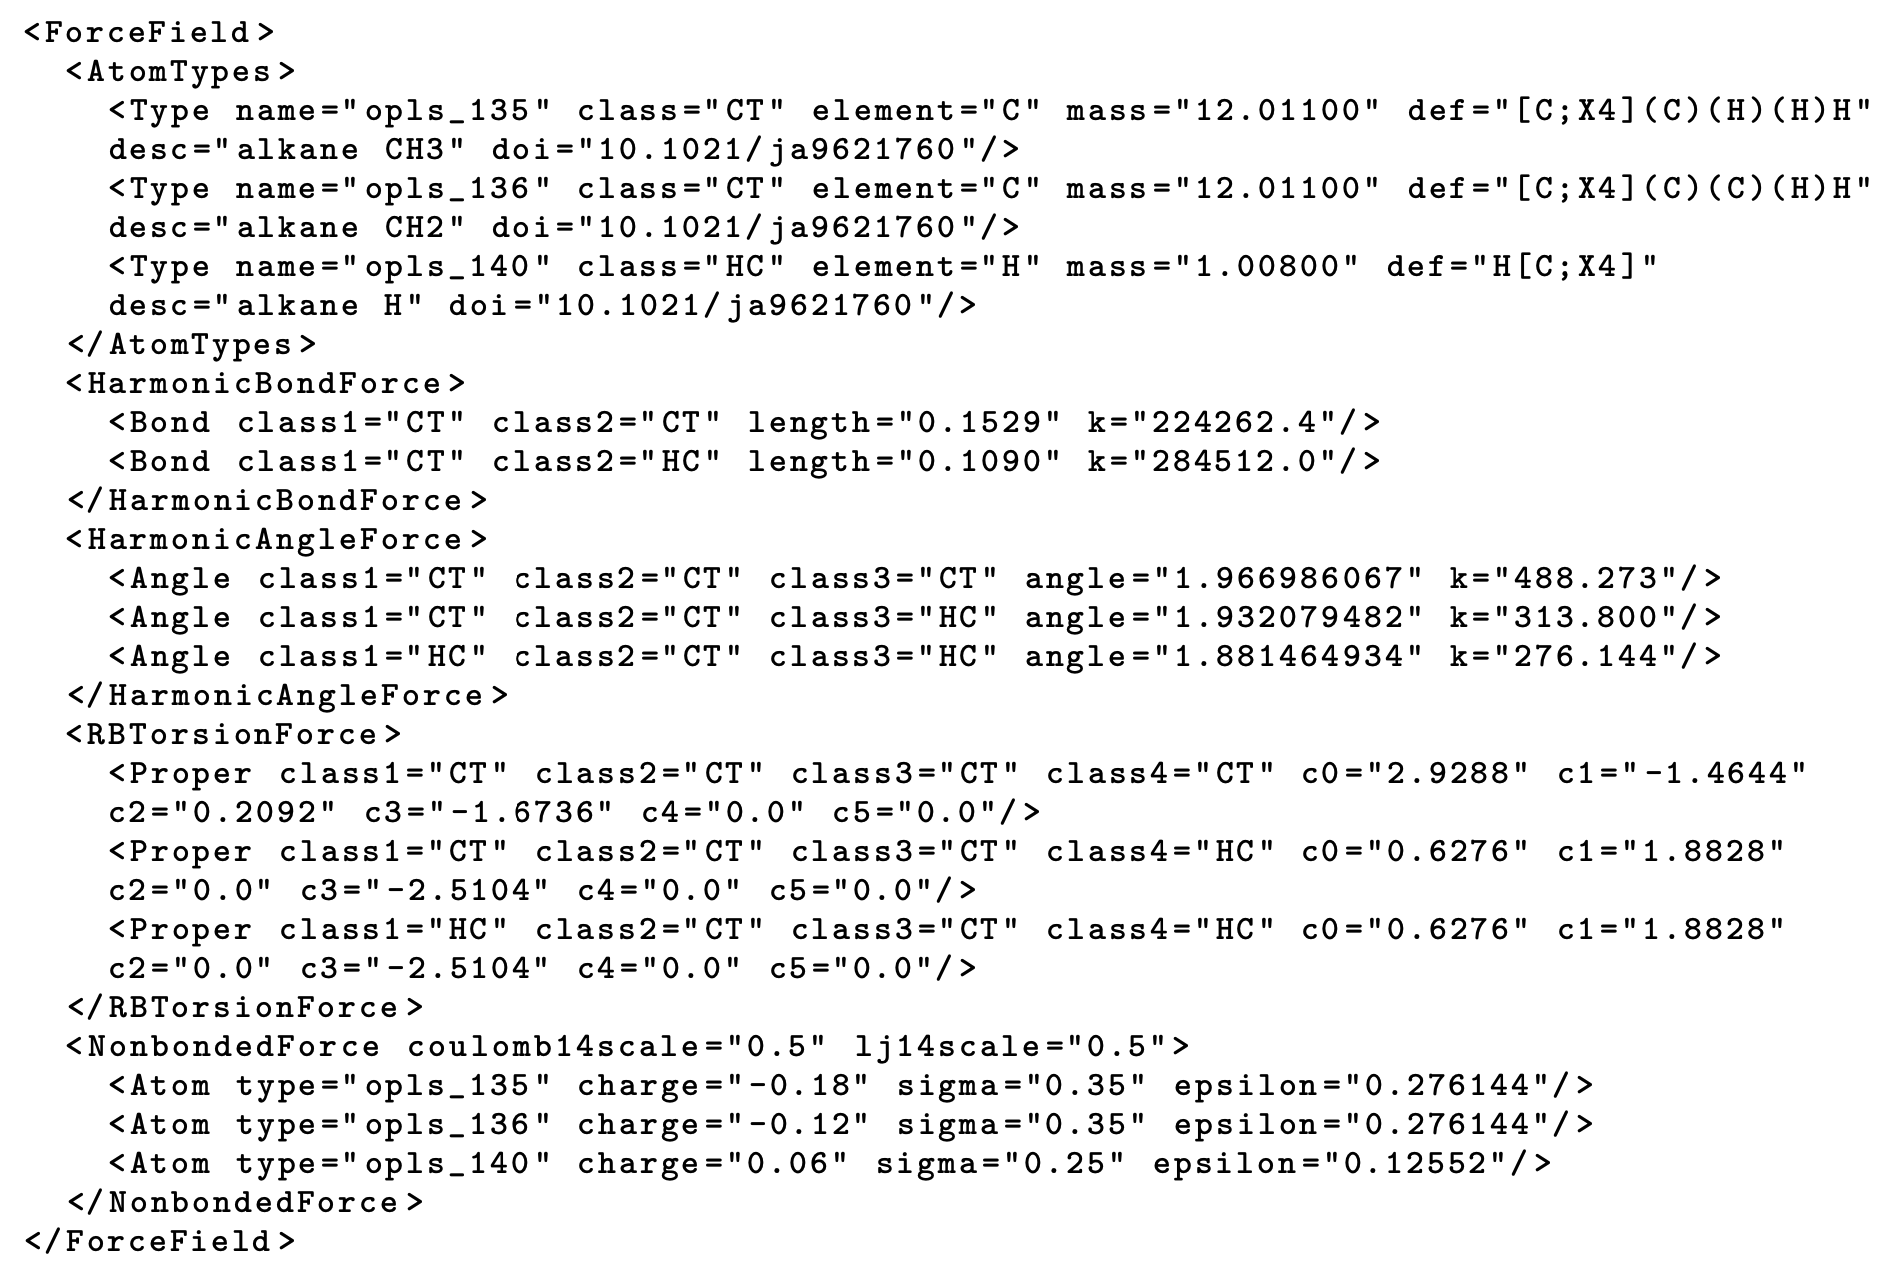 <ForceField>
  <AtomTypes>
    <Type name="opls_135" class="CT" element="C" mass="12.01100" def="[C;X4](C)(H)(H)H"
    desc="alkane CH3" doi="10.1021/ja9621760"/>
    <Type name="opls_136" class="CT" element="C" mass="12.01100" def="[C;X4](C)(C)(H)H"
    desc="alkane CH2" doi="10.1021/ja9621760"/>
    <Type name="opls_140" class="HC" element="H" mass="1.00800" def="H[C;X4]"
    desc="alkane H" doi="10.1021/ja9621760"/>
  </AtomTypes>
  <HarmonicBondForce>
    <Bond class1="CT" class2="CT" length="0.1529" k="224262.4"/>
    <Bond class1="CT" class2="HC" length="0.1090" k="284512.0"/>
  </HarmonicBondForce>
  <HarmonicAngleForce>
    <Angle class1="CT" class2="CT" class3="CT" angle="1.966986067" k="488.273"/>
    <Angle class1="CT" class2="CT" class3="HC" angle="1.932079482" k="313.800"/>
    <Angle class1="HC" class2="CT" class3="HC" angle="1.881464934" k="276.144"/>
  </HarmonicAngleForce>
  <RBTorsionForce>
    <Proper class1="CT" class2="CT" class3="CT" class4="CT" c0="2.9288" c1="-1.4644"
    c2="0.2092" c3="-1.6736" c4="0.0" c5="0.0"/>
    <Proper class1="CT" class2="CT" class3="CT" class4="HC" c0="0.6276" c1="1.8828"
    c2="0.0" c3="-2.5104" c4="0.0" c5="0.0"/>
    <Proper class1="HC" class2="CT" class3="CT" class4="HC" c0="0.6276" c1="1.8828"
    c2="0.0" c3="-2.5104" c4="0.0" c5="0.0"/>
  </RBTorsionForce>
  <NonbondedForce coulomb14scale="0.5" lj14scale="0.5">
    <Atom type="opls_135" charge="-0.18" sigma="0.35" epsilon="0.276144"/>
    <Atom type="opls_136" charge="-0.12" sigma="0.35" epsilon="0.276144"/>
    <Atom type="opls_140" charge="0.06" sigma="0.25" epsilon="0.12552"/>
  </NonbondedForce>
</ForceField>